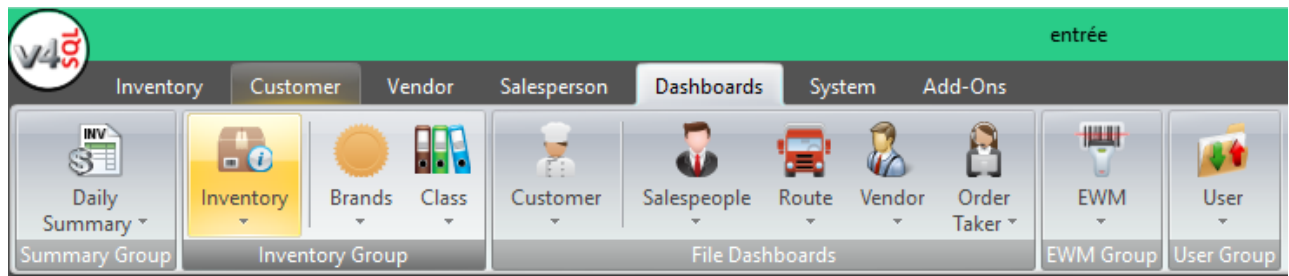 entrée
v4 SQL
Inventory Customer Vendor Salesperson Dashboards System Add-Ons
INV
Daily Inventory Brands Class Customer Salespeople Route Vendor Order EWM User
Summary Taker
Summary Group Inventory Group File Dashboards EWM Group User Group